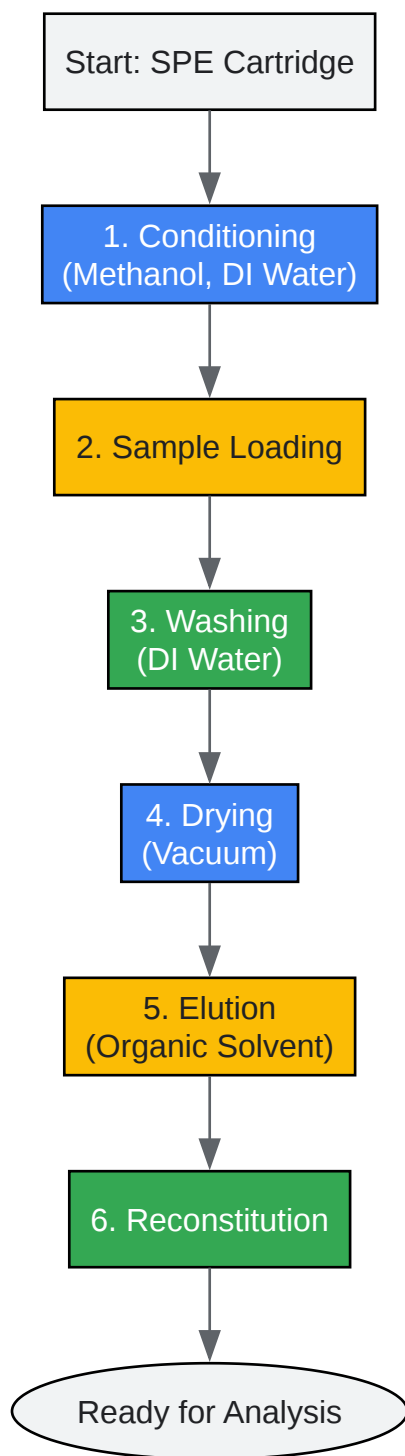 Start: SPE Cartridge
1. Conditioning
(Methanol, DI Water)
2. Sample Loading
3. Washing
(DI Water)
4. Drying
(Vacuum)
5. Elution
(Organic Solvent)
6. Reconstitution
Ready for Analysis